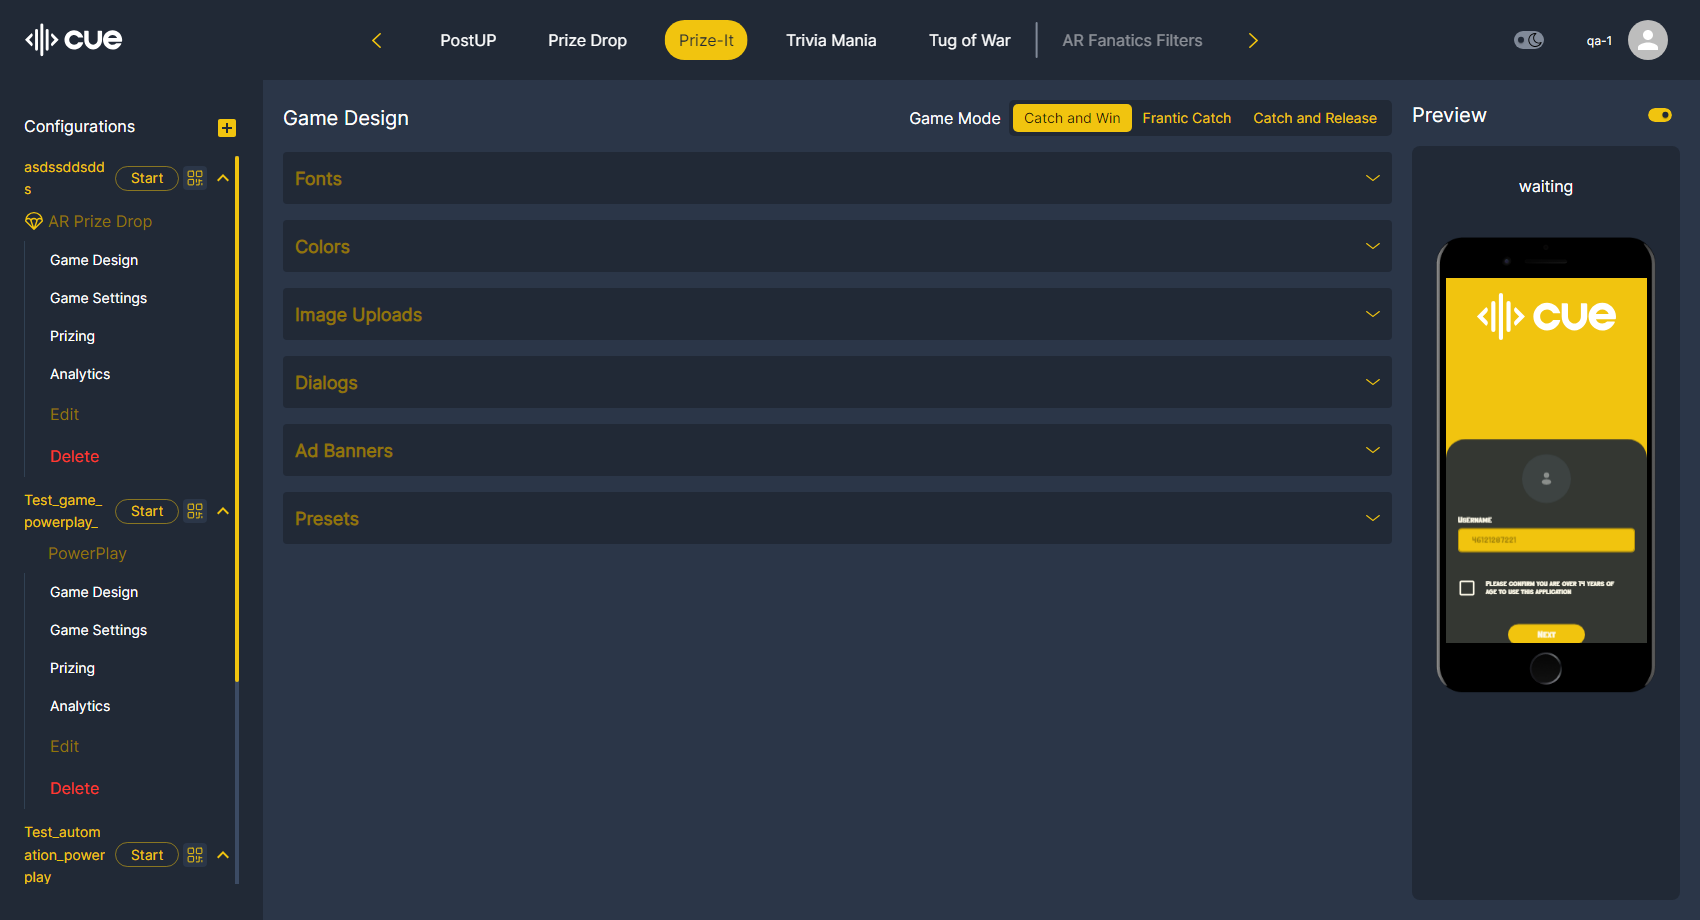 cue
PostUP
Prize Drop
Prize-It
Trivia Mania
Tug of War
AR Fanatics Filters
qa-1
Configurations
asdssddsdd
s
Start
AR Prize Drop
Game Design
Game Settings
Prizing
Analytics
Edit
Delete
Test_game_
powerplay_
Start
PowerPlay
Game Design
Game Settings
Prizing
Analytics
Edit
Delete
Test_autom
ation_power
play
Start
Game Design
Game Mode
Catch and Win
Frantic Catch
Catch and Release
Fonts
Colors
Image Uploads
Dialogs
Ad Banners
Presets
Preview
waiting
cue
Username
46121287221
Please confirm you are over 14 years of
age to use this application
Next